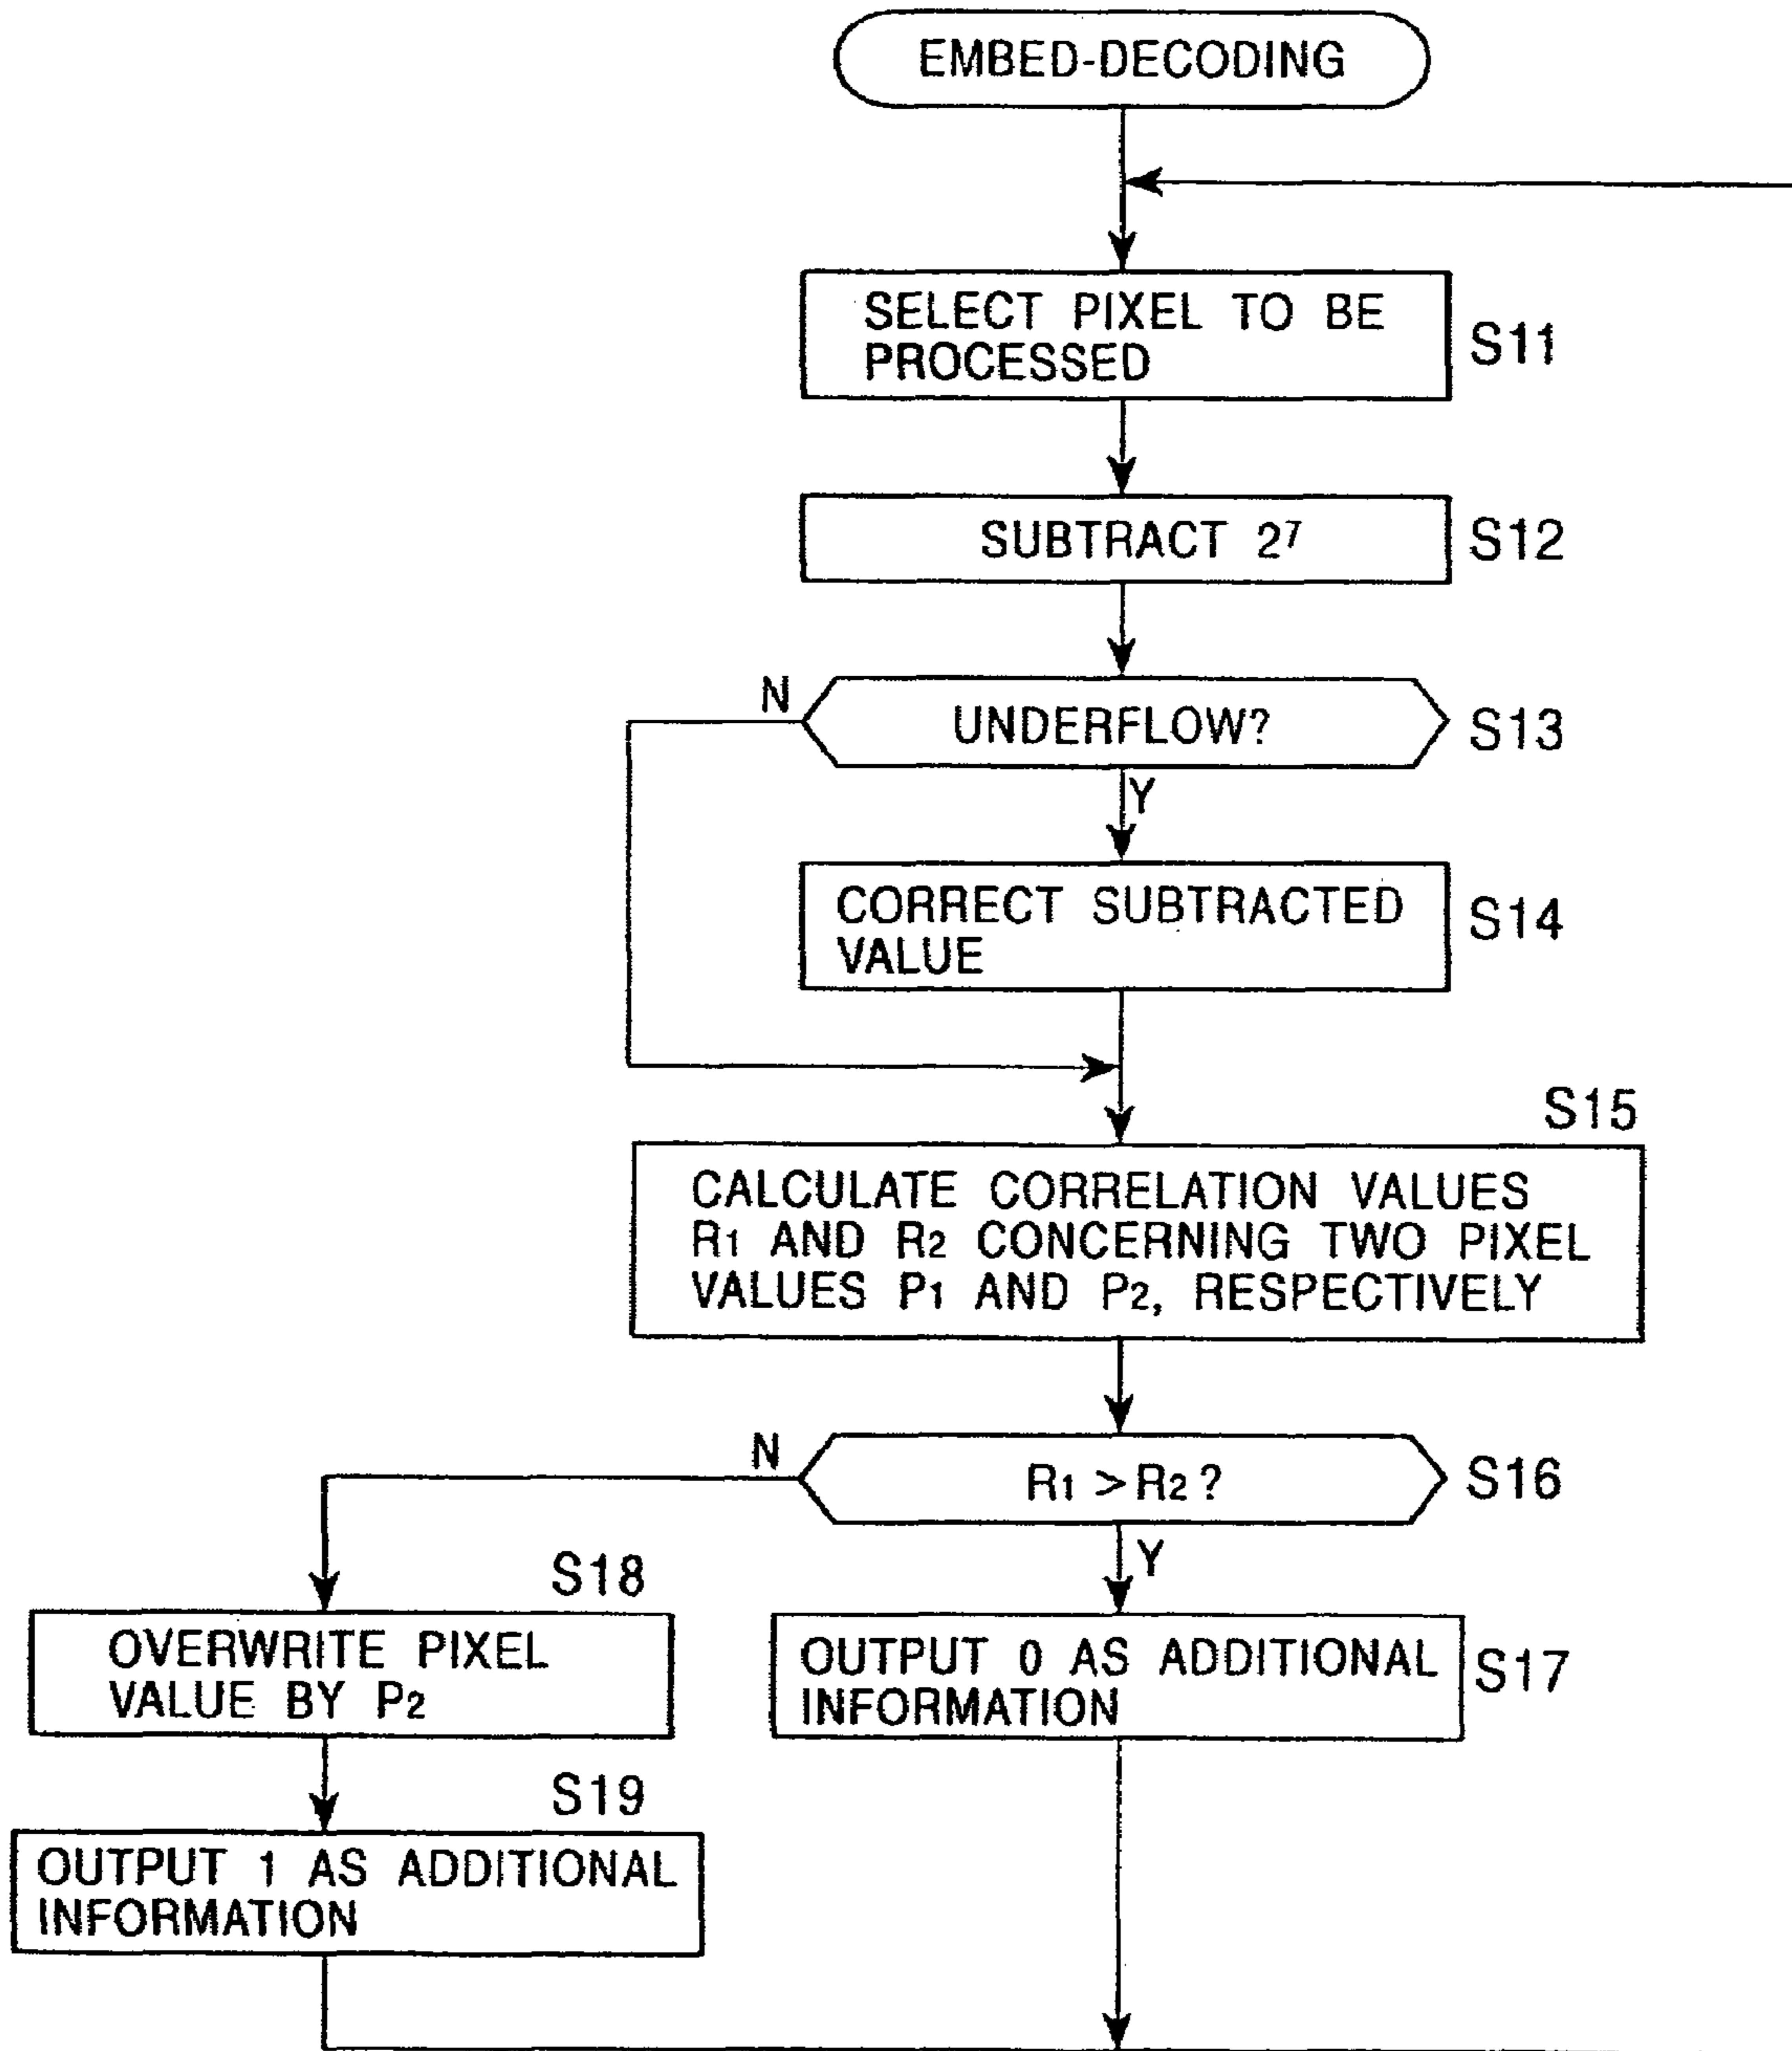 EMBED-DECODING
SELECT PIXEL TO BE
PROCESSED
S11
SUBTRACT 2⁷
S12
N
UNDERFLOW?
S13
Y
CORRECT SUBTRACTED
VALUE
S14
S15
CALCULATE CORRELATION VALUES
R₁ AND R₂ CONCERNING TWO PIXEL
VALUES P₁ AND P₂, RESPECTIVELY
N
R₁ > R₂ ?
S16
Y
S18
OVERWRITE PIXEL
VALUE BY P₂
OUTPUT 0 AS ADDITIONAL
INFORMATION
S17
S19
OUTPUT 1 AS ADDITIONAL
INFORMATION